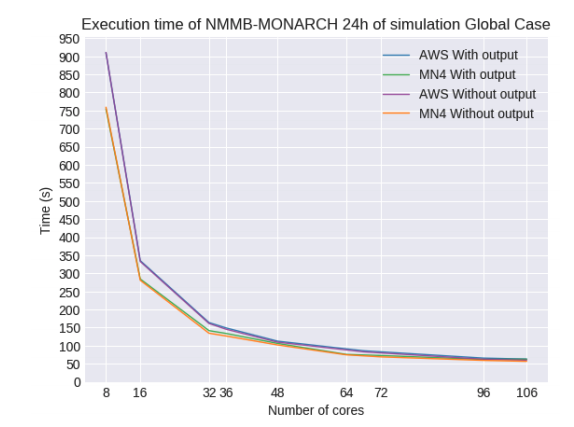 Execution time of NMMB-MONARCH 24h of simulation Global Case
AWS With output
MN4 With output
AWS Without output
MN4 Without output
950
900
850
800
750
700
650
600
550
500
450
400
350
300
250
200
150
100
50
0
Time (s)
8 16 32 36 48 64 72 96 106
Number of cores